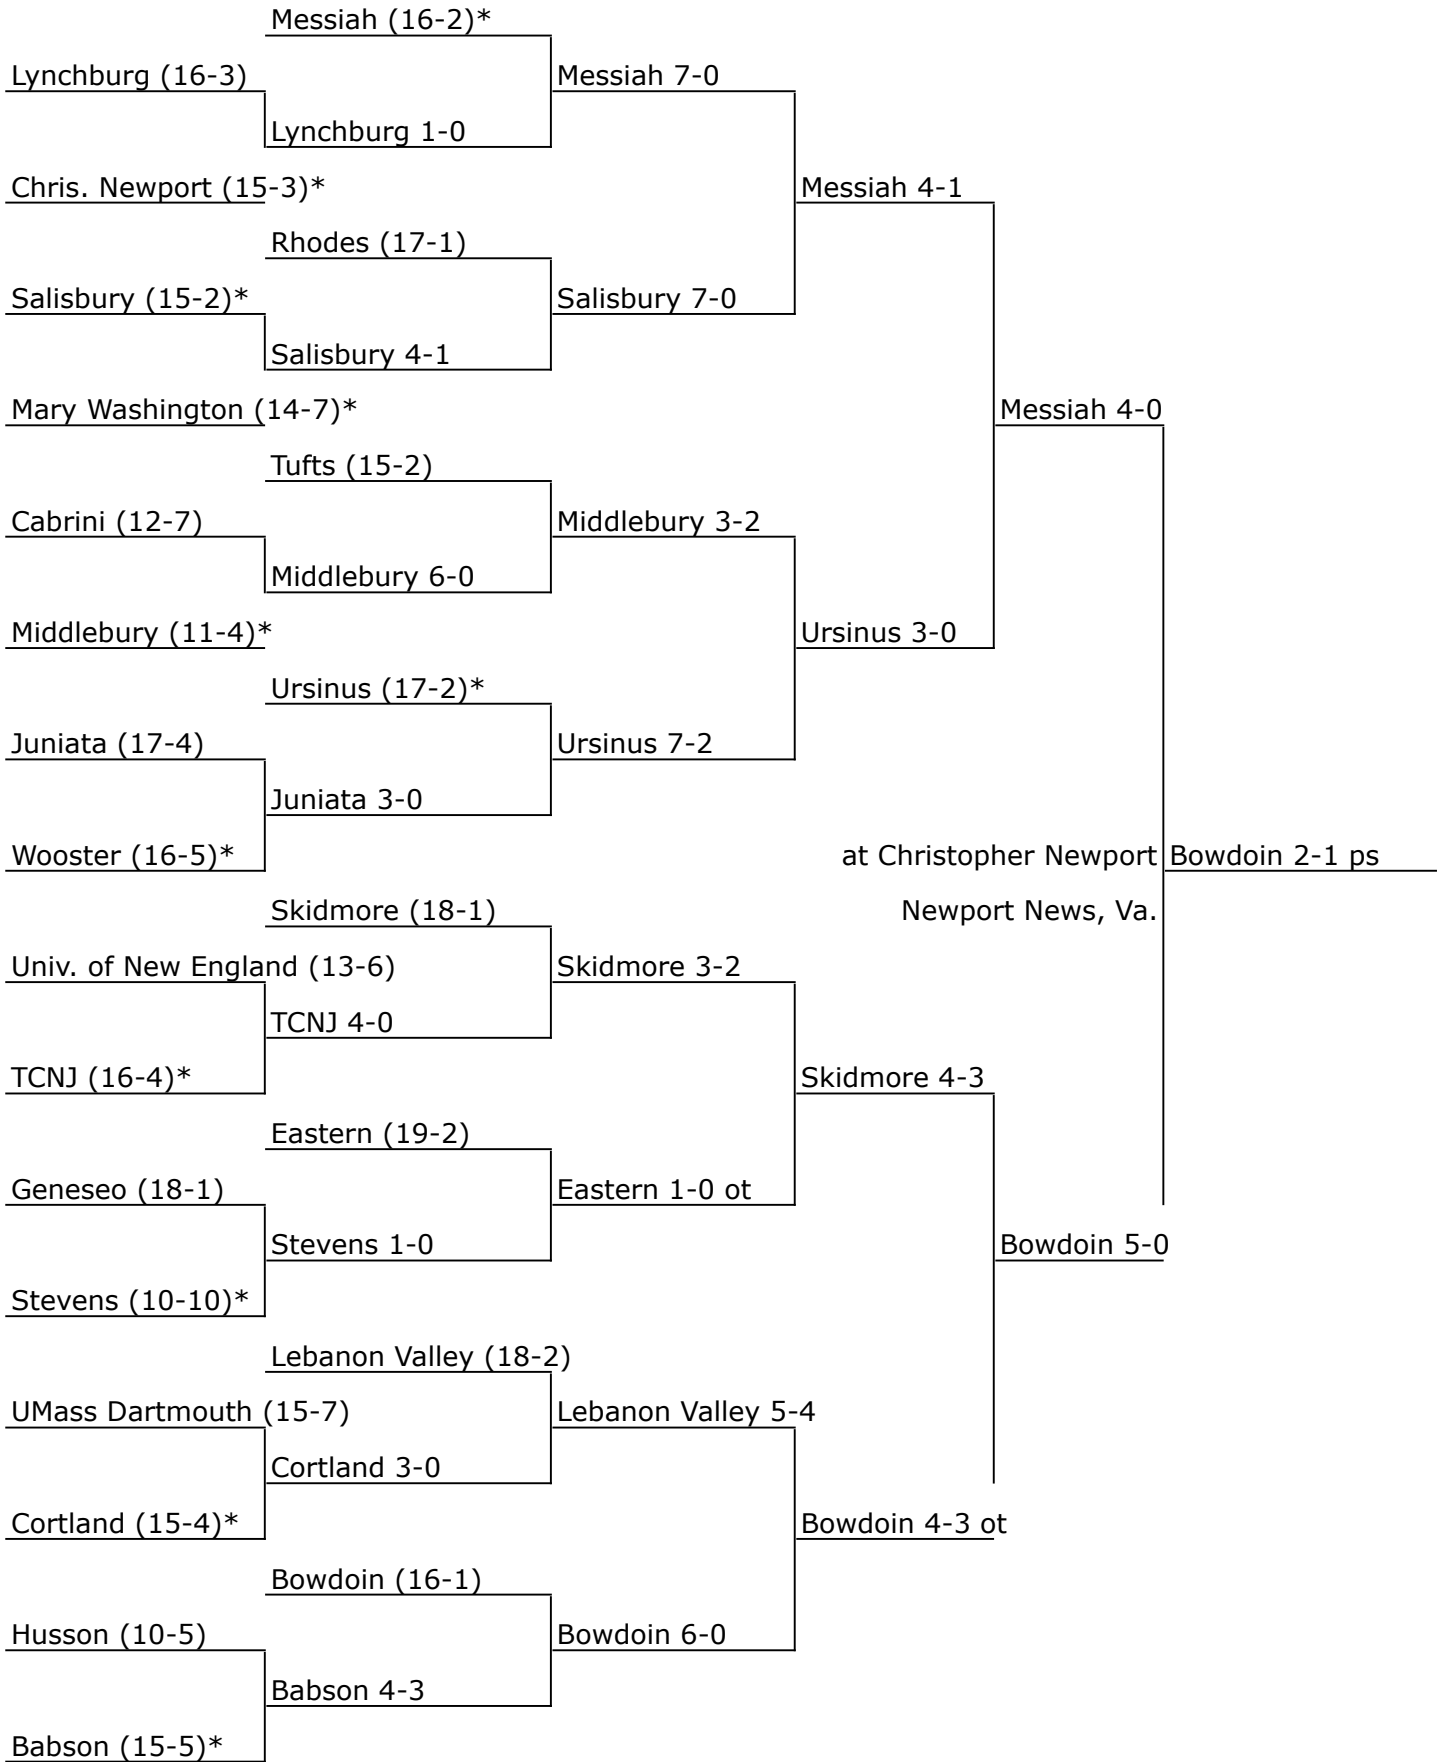 Messiah (16-2)*
Lynchburg (16-3)
Messiah 7-0
Lynchburg 1-0
Chris. Newport (15-3)*
Messiah 4-1
Rhodes (17-1)
Salisbury (15-2)*
Salisbury 7-0
Salisbury 4-1
Mary Washington (14-7)*
Messiah 4-0
Tufts (15-2)
Cabrini (12-7)
Middlebury 3-2
Middlebury 6-0
Middlebury (11-4)*
Ursinus 3-0
Ursinus (17-2)*
Juniata (17-4)
Ursinus 7-2
Juniata 3-0
Wooster (16-5)*
at Christopher Newport
Bowdoin 2-1 ps
Skidmore (18-1)
Newport News, Va.
Univ. of New England (13-6)
Skidmore 3-2
TCNJ 4-0
TCNJ (16-4)*
Skidmore 4-3
Eastern (19-2)
Geneseo (18-1)
Eastern 1-0 ot
Stevens 1-0
Bowdoin 5-0
Stevens (10-10)*
Lebanon Valley (18-2)
UMass Dartmouth (15-7)
Lebanon Valley 5-4
Cortland 3-0
Cortland (15-4)*
Bowdoin 4-3 ot
Bowdoin (16-1)
Husson (10-5)
Bowdoin 6-0
Babson 4-3
Babson (15-5)*